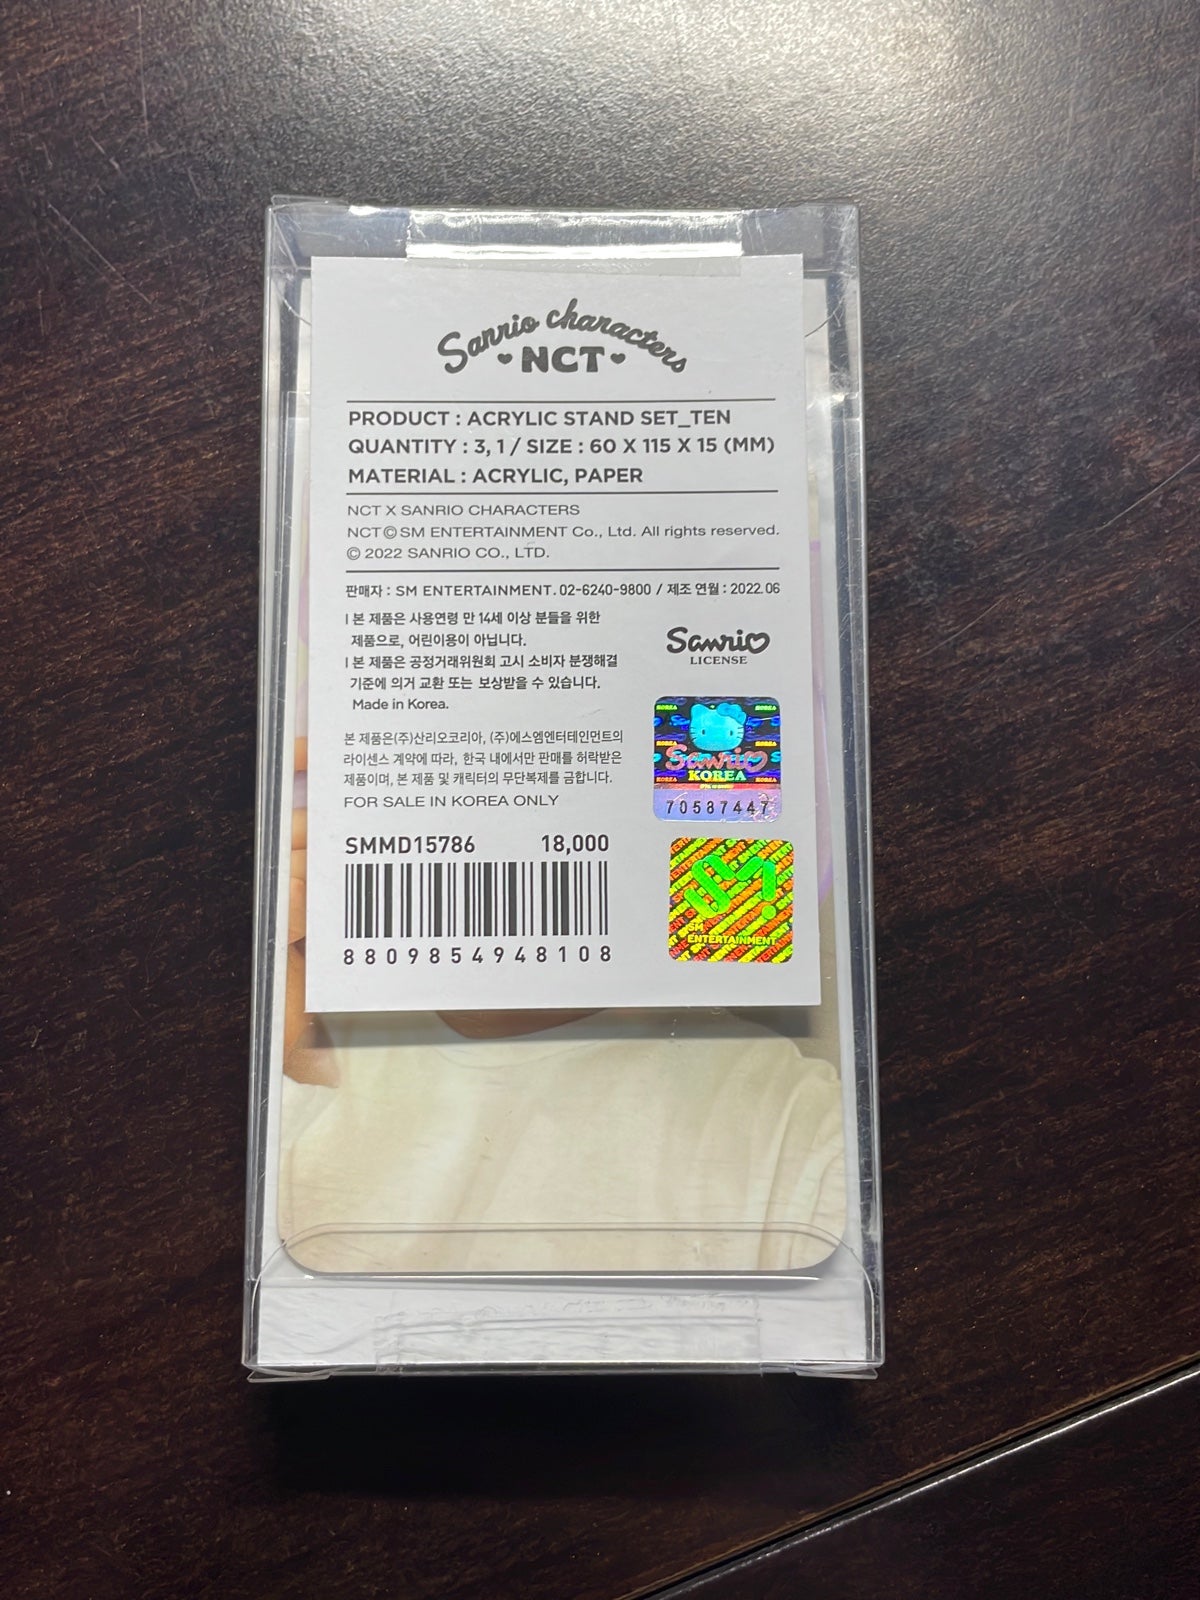 Sanrio characters
NCT
PRODUCT : ACRYLIC STAND SET_TEN
QUANTITY : 3, 1 / SIZE : 60 X 115 X 15 (MM)
MATERIAL : ACRYLIC, PAPER
NCT X SANRIO CHARACTERS
NCT © SM ENTERTAINMENT Co., Ltd. All rights reserved.
© 2022 SANRIO CO., LTD.
판매자 : SM ENTERTAINMENT. 02-6240-9800 / 제조 연월 : 2022.06
l 본 제품은 사용연령 만 14세 이상 분들을 위한
제품으로, 어린이용이 아닙니다.
l 본 제품은 공정거래위원회 고시 소비자 분쟁해결
기준에 의거 교환 또는 보상받을 수 있습니다.
Made in Korea.
Sanrio
LICENSE
본 제품은(주)산리오코리아, (주)에스엠엔터테인먼트의
라이센스 계약에 따라, 한국 내에서만 판매를 허락받은
제품이며, 본 제품 및 캐릭터의 무단복제를 금합니다.
FOR SALE IN KOREA ONLY
Sanrio
KOREA
70587447
SMMD15786 18,000
8809854948108
SM
ENTERTAINMENT